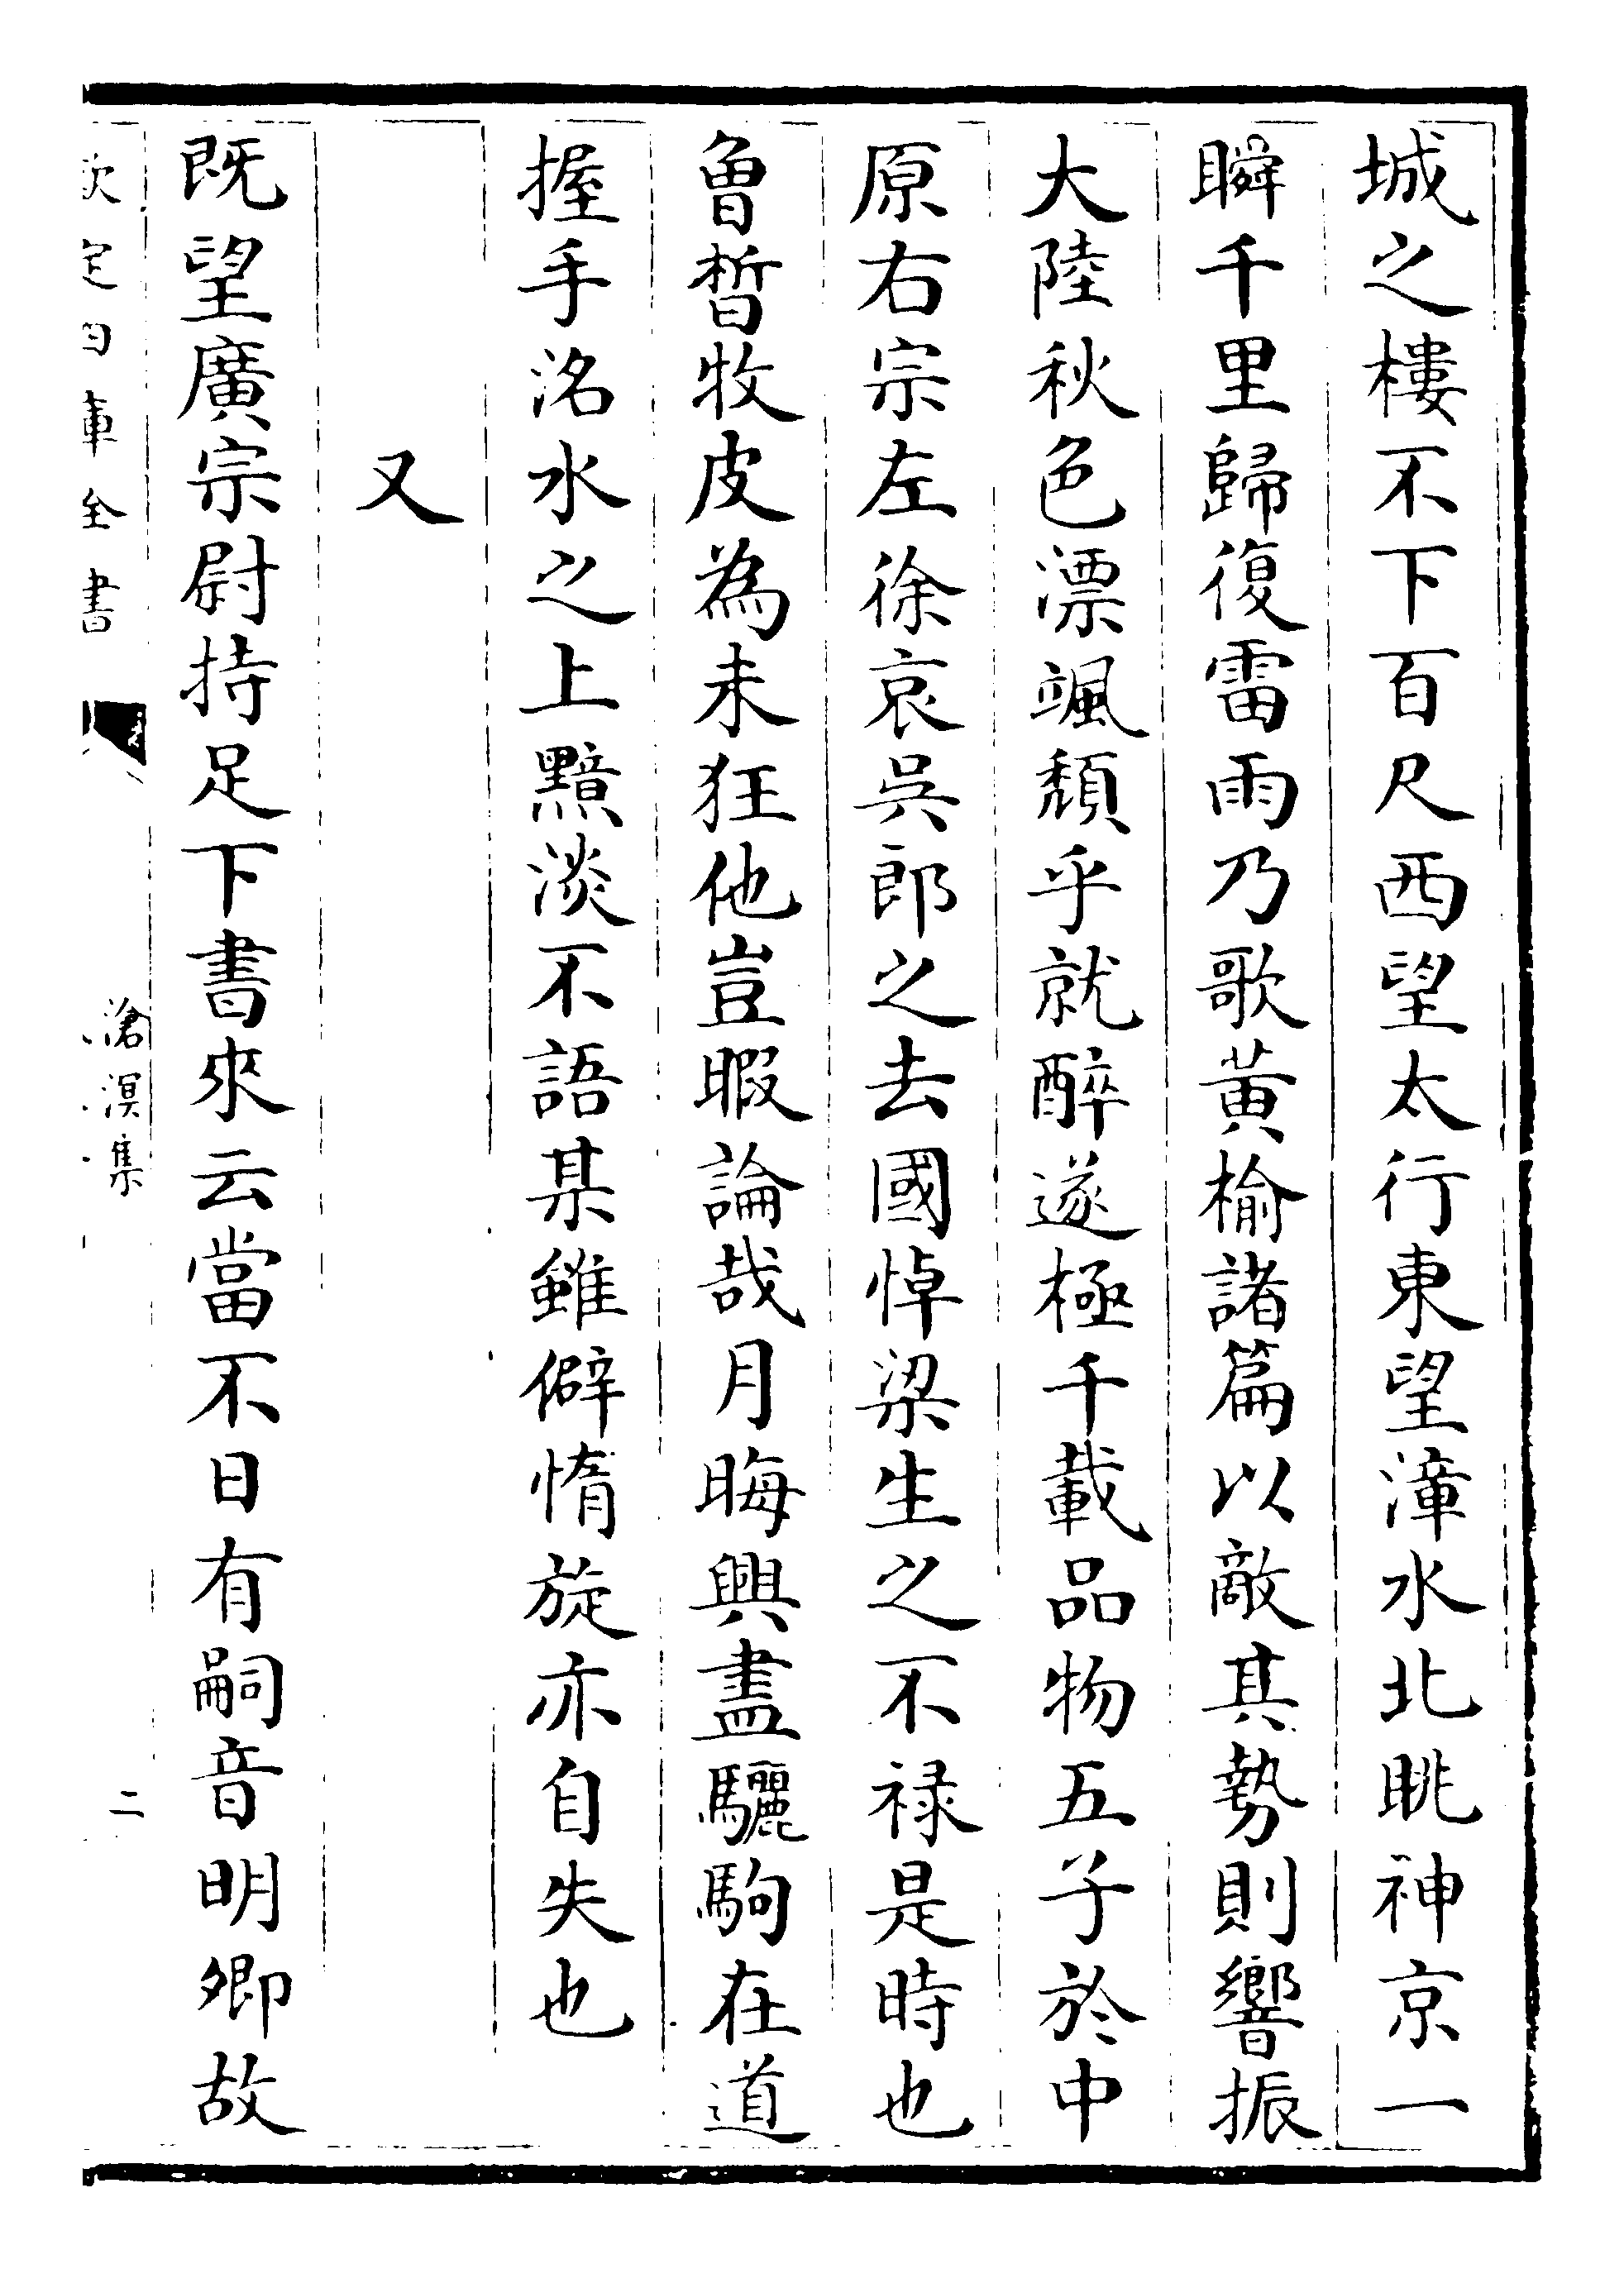 城之樓不下百尺西望太行東望漳水北眺神京一
瞬千里歸復雷雨乃歌黃榆諸篇以敵其勢則響振
大陸秋色漂颯頹乎就醉遂極千載品物五子於中
原右宗左徐哀吳郎之去國悼梁生之不祿是時也
曾晳牧皮為未狂他豈暇論哉月晦興盡驪駒在道
握手洺水之上黯淡不語某雖僻惰旋亦自失也
又
既望廣宗尉持足下書來云當不日有嗣音明卿故
欽定四庫全書
滄溟集
二